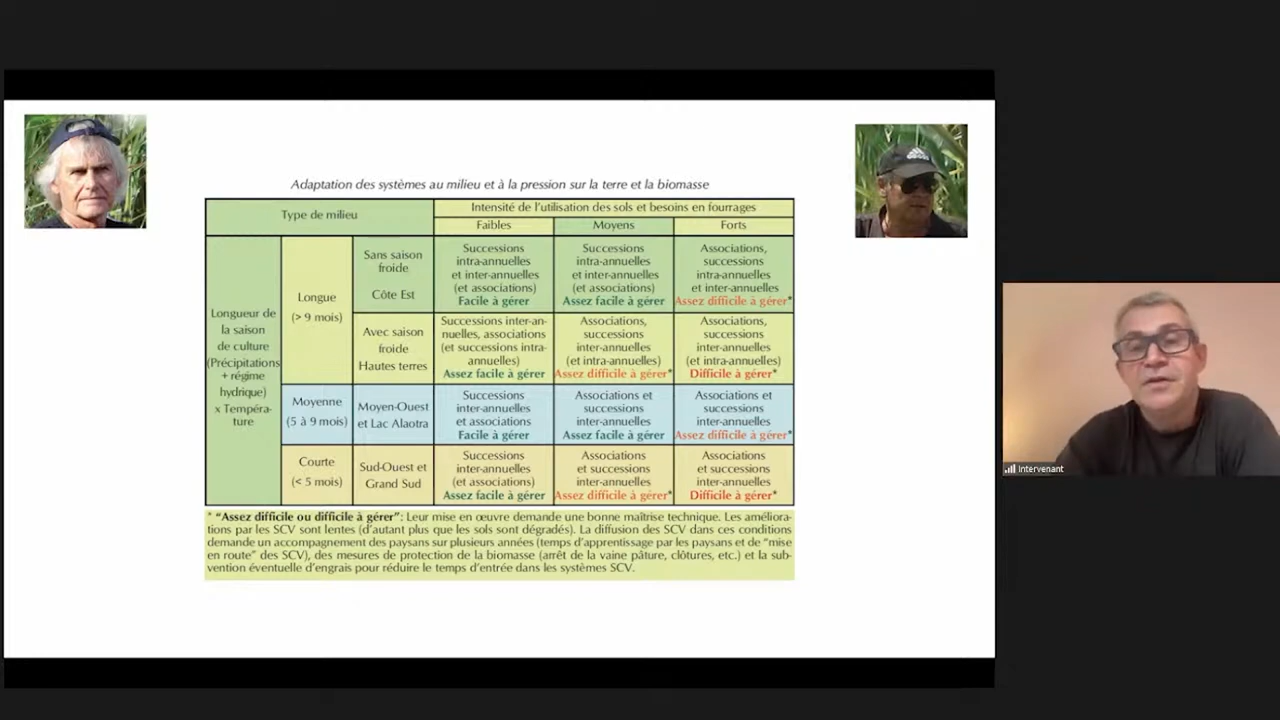 Adaptation des systèmes au milieu et à la pression sur la terre et la biomasse
Type de milieu
Intensité de l'utilisation des sols et besoins en fourrages
Faibles
Moyens
Forts
Longueur de
la saison
de culture
(Précipitations
+ régime
hydrique)
x Tempéra-
ture
Longue
(> 9 mois)
Sans saison
froide
Côte Est
Successions
intra-annuelles
et inter-annuelles
(et associations)
Facile à gérer
Successions
intra-annuelles
et inter-annuelles
(et associations)
Assez facile à gérer
Associations,
successions
intra-annuelles
et inter-annuelles
Assez difficile à gérer*
Avec saison
froide
Hautes terres
Successions inter-an-
nuelles, associations
(et successions intra-
annuelles)
Assez facile à gérer
Associations,
successions
inter-annuelles
(et intra-annuelles)
Assez difficile à gérer*
Associations,
successions
inter-annuelles
(et intra-annuelles)
Difficile à gérer*
Moyenne
(5 à 9 mois)
Moyen-Ouest
et Lac Alaotra
Successions
inter-annuelles
et associations
Facile à gérer
Associations et
successions
inter-annuelles
Assez facile à gérer
Associations et
successions
inter-annuelles
Assez difficile à gérer*
Courte
(< 5 mois)
Sud-Ouest et
Grand Sud
Successions
inter-annuelles
(et associations)
Assez facile à gérer
Associations
et successions
inter-annuelles
Assez difficile à gérer*
Associations
et successions
inter-annuelles
Difficile à gérer*
* "Assez difficile ou difficile à gérer" : Leur mise en œuvre demande une bonne maîtrise technique. Les améliora-
tions par les SCV sont lentes (d'autant plus que les sols sont dégradés). La diffusion des SCV dans ces conditions
demande un accompagnement des paysans sur plusieurs années (temps d'apprentissage par les paysans et de "mise
en route" des SCV), des mesures de protection de la biomasse (arrêt de la vaine pâture, clôtures, etc.) et la sub-
vention éventuelle d'engrais pour réduire le temps d'entrée dans les systèmes SCV.
adidas
Intervenant